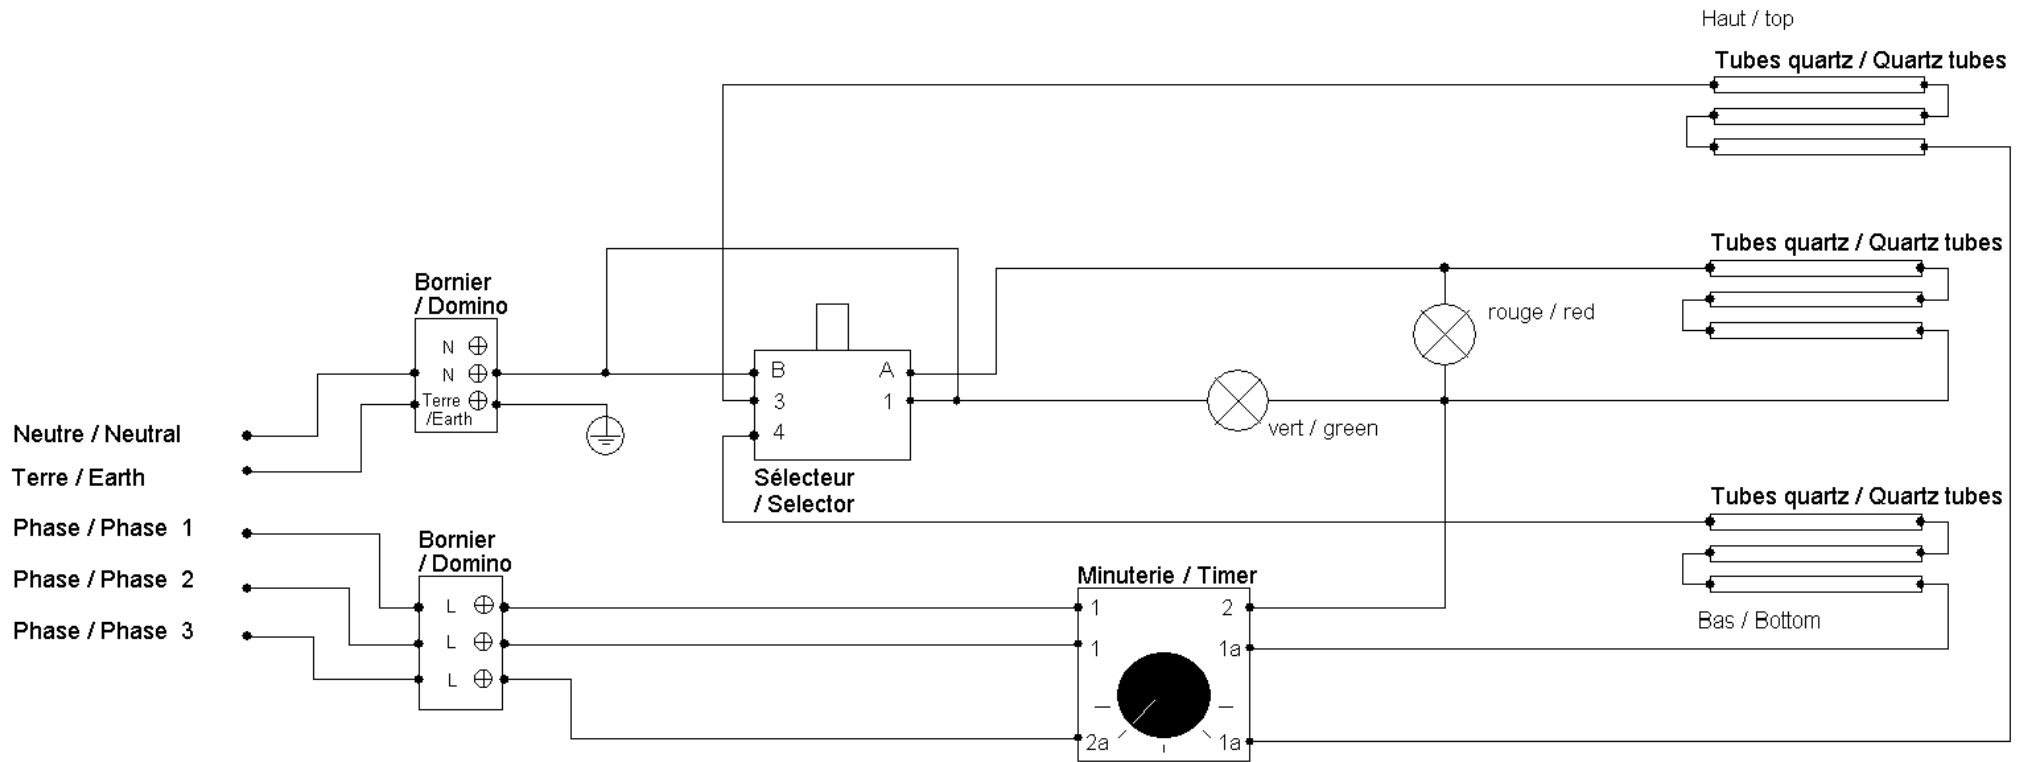 Haut / top
Tubes quartz / Quartz tubes
Tubes quartz / Quartz tubes
Bornier
/ Domino
rouge / red
N
N
Terre
/Earth
B
A
3
1
4
vert / green
Neutre / Neutral
Terre / Earth
Sélecteur
/ Selector
Tubes quartz / Quartz tubes
Phase / Phase 1
Bornier
/ Domino
Phase / Phase 2
Minuterie / Timer
L
1
2
Bas / Bottom
Phase / Phase 3
L
1
1a
L
2a
1a